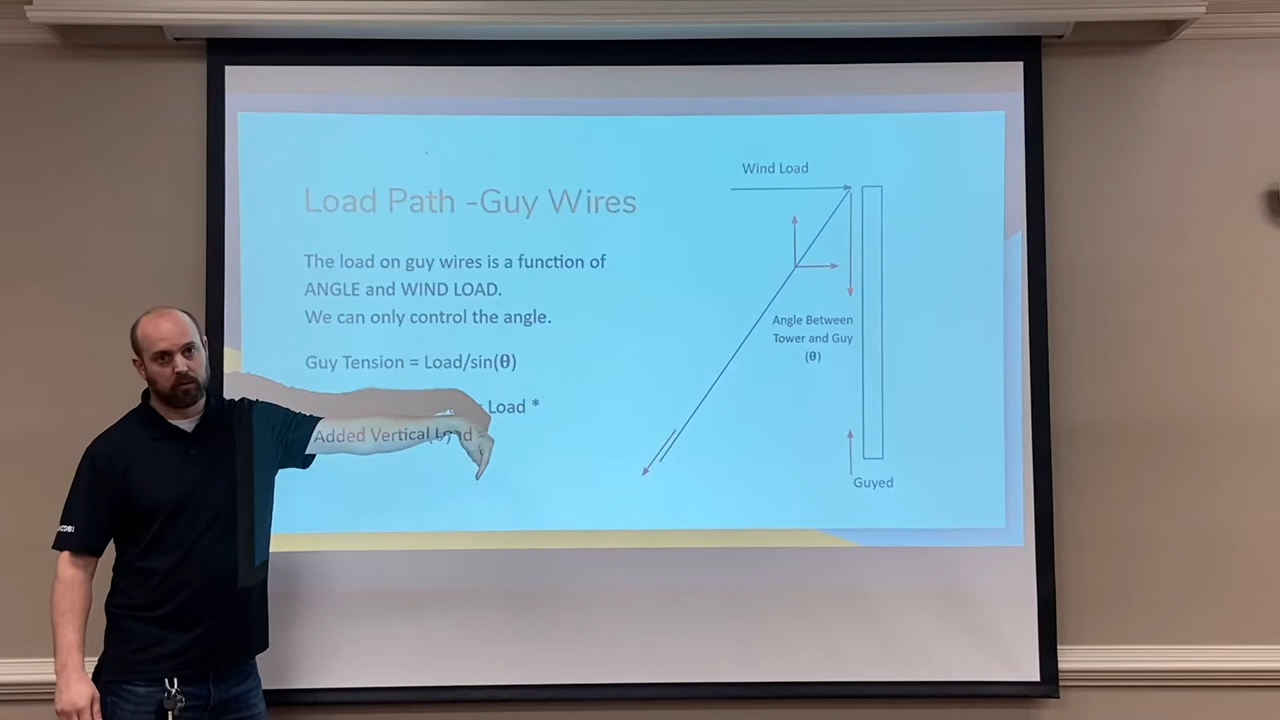 Load Path -Guy Wires
The load on guy wires is a function of
ANGLE and WIND LOAD.
We can only control the angle.
Guy Tension = Load/sin(θ)
Load *
Added Vertical Load
Wind Load
Angle Between
Tower and Guy
(θ)
Guyed